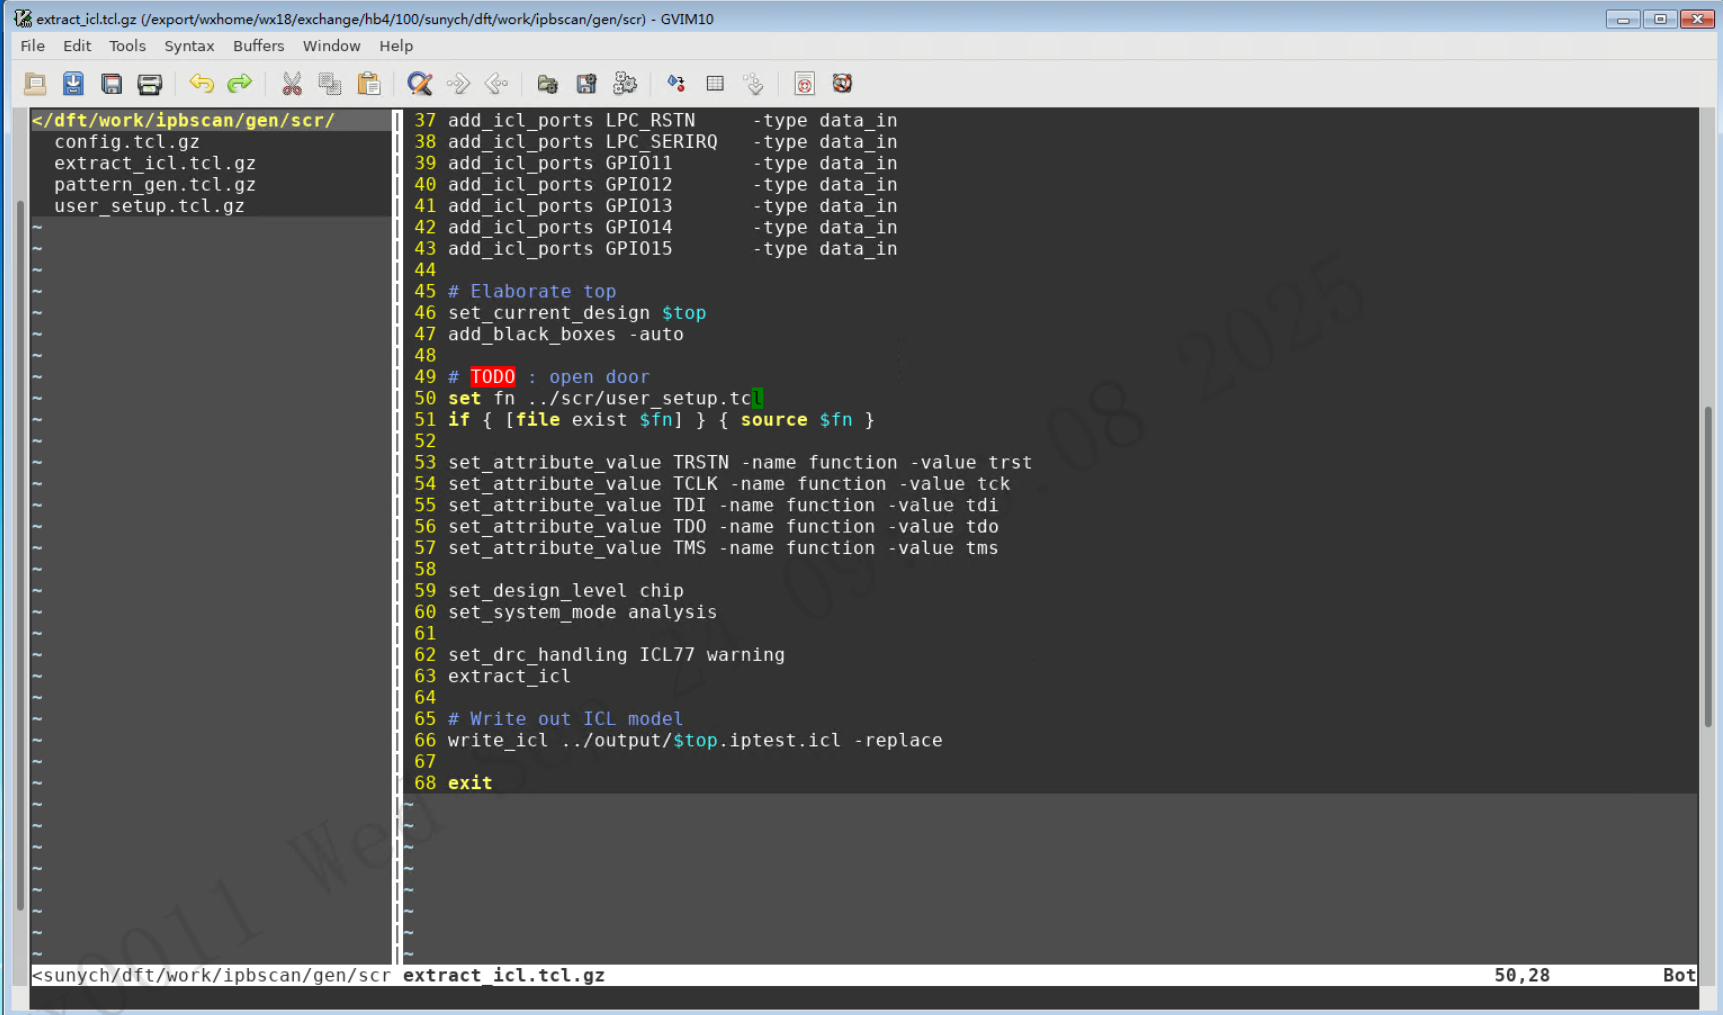 extract_icl.tcl.gz (/export/wxhome/wx18/exchange/hb4/100/sunych/dft/work/ipbscan/gen/scr) - GVIM10
File Edit Tools Syntax Buffers Window Help
</dft/work/ipbscan/gen/scr/
config.tcl.gz
extract_icl.tcl.gz
pattern_gen.tcl.gz
user_setup.tcl.gz
37 add_icl_ports LPC_RSTN     -type data_in
38 add_icl_ports LPC_SERIRQ   -type data_in
39 add_icl_ports GPIO11       -type data_in
40 add_icl_ports GPIO12       -type data_in
41 add_icl_ports GPIO13       -type data_in
42 add_icl_ports GPIO14       -type data_in
43 add_icl_ports GPIO15       -type data_in
44
45 # Elaborate top
46 set_current_design $top
47 add_black_boxes -auto
48
49 # TODO : open door
50 set fn ../scr/user_setup.tcl
51 if { [file exist $fn] } { source $fn }
52
53 set_attribute_value TRSTN -name function -value trst
54 set_attribute_value TCLK -name function -value tck
55 set_attribute_value TDI -name function -value tdi
56 set_attribute_value TDO -name function -value tdo
57 set_attribute_value TMS -name function -value tms
58
59 set_design_level chip
60 set_system_mode analysis
61
62 set_drc_handling ICL77 warning
63 extract_icl
64
65 # Write out ICL model
66 write_icl ../output/$top.iptest.icl -replace
67
68 exit
<sunych/dft/work/ipbscan/gen/scr extract_icl.tcl.gz 50,28 Bot